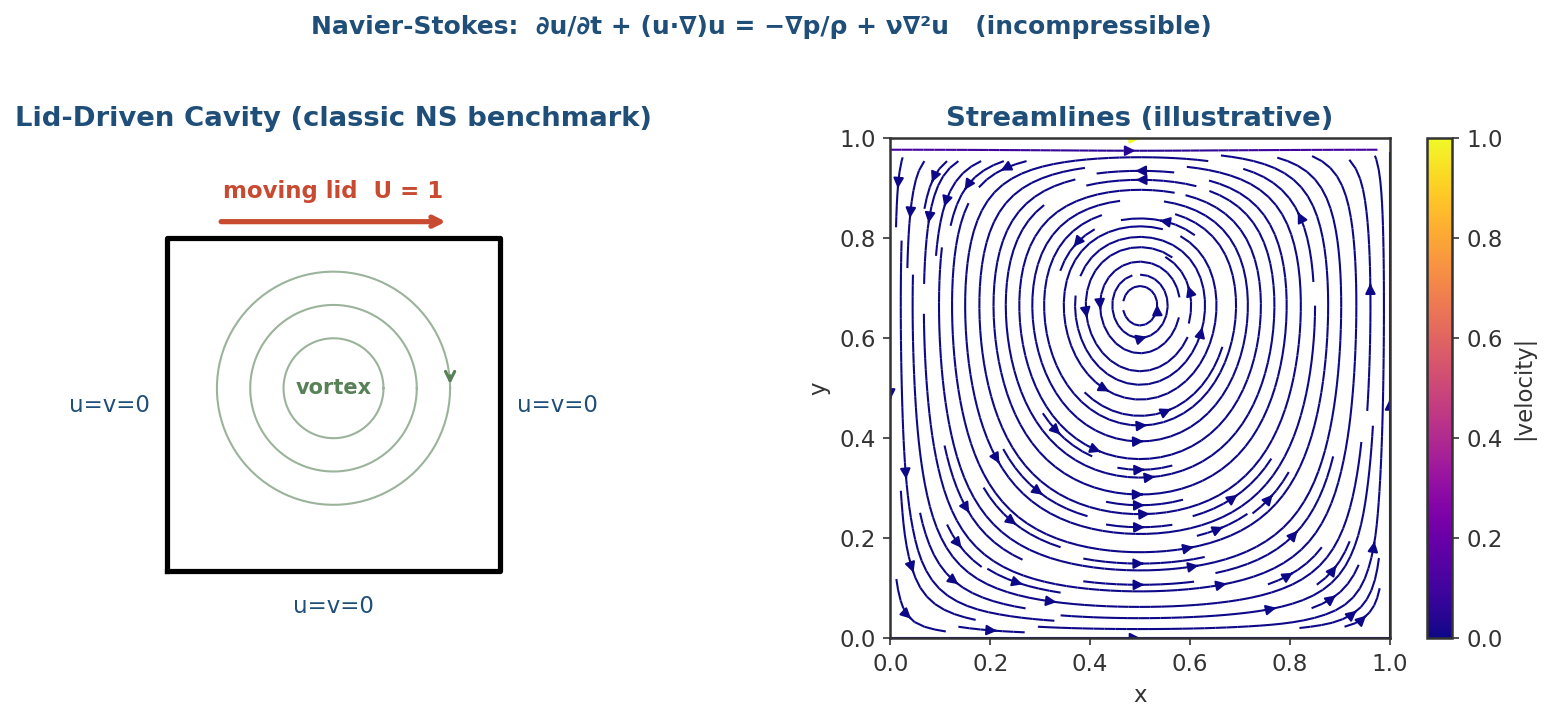 Navier-Stokes:  ∂u/∂t + (u·∇)u = −∇p/ρ + ν∇²u   (incompressible)
Lid-Driven Cavity (classic NS benchmark)
moving lid  U = 1
vortex
u=v=0
u=v=0
u=v=0
Streamlines (illustrative)
1.0
0.8
0.6
0.4
0.2
0.0
y
0.0 0.2 0.4 0.6 0.8 1.0
x
1.0
0.8
0.6
0.4
0.2
0.0
|velocity|